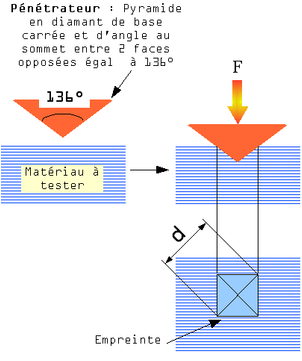 Pénétrateur : Pyramide
en diamant de base
carrée et d'angle au
sommet entre 2 faces
opposées égal à 136°
136°
F
Matériau à
tester
d
Empreinte